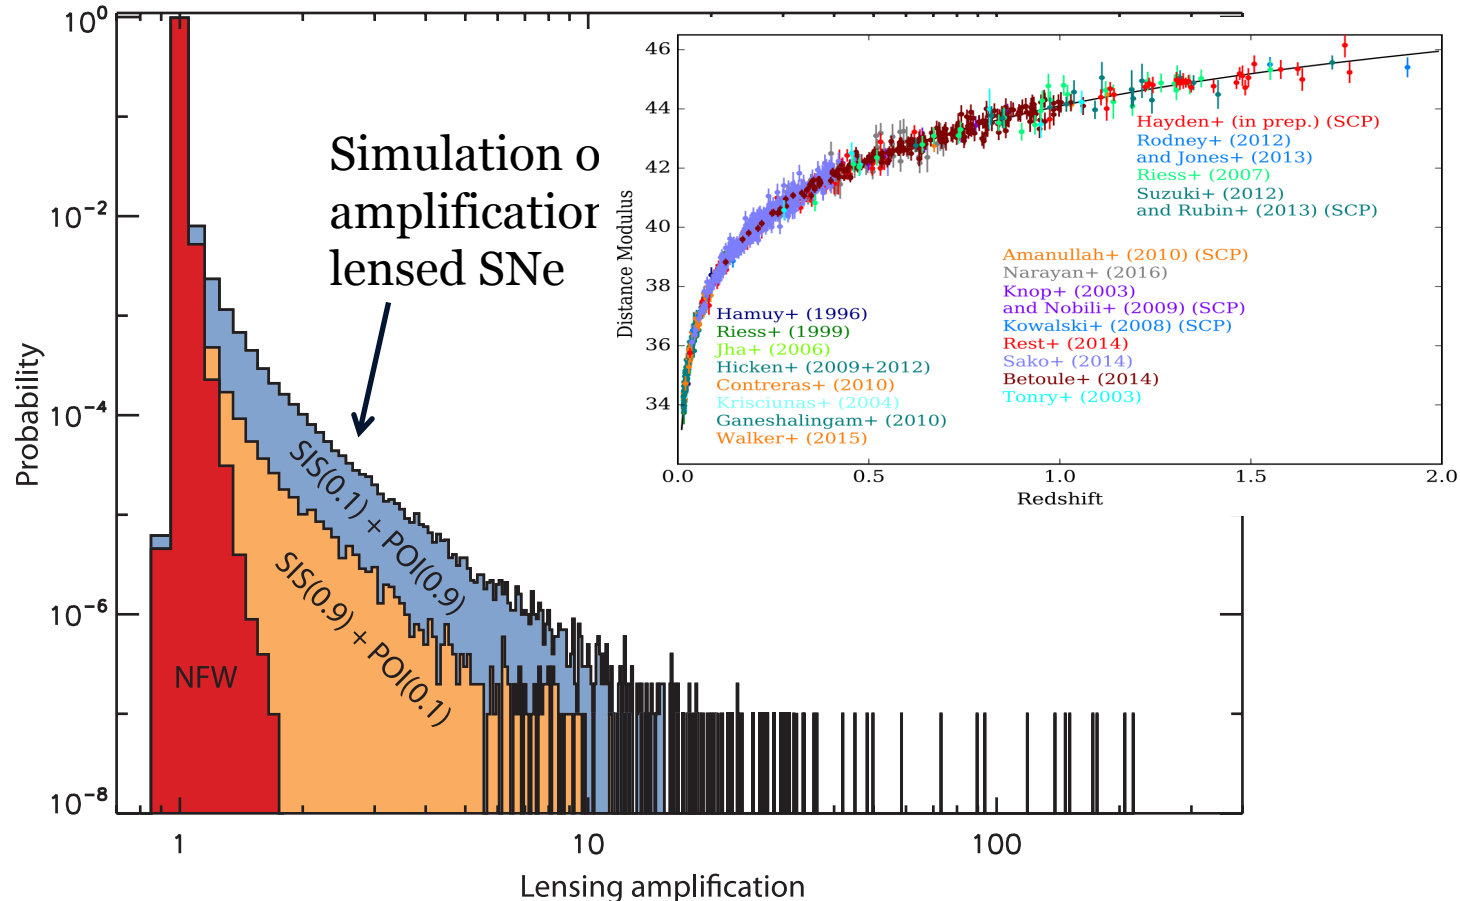 10⁰
10⁻²
10⁻⁴
10⁻⁶
10⁻⁸
Probability
1
10
100
Lensing amplification
Simulation o
amplification
lensed SNe
SIS(0.1) + POI(0.9)
SIS(0.9) + POI(0.1)
NFW
46
44
42
40
38
36
34
Distance Modulus
0.0
0.5
1.0
1.5
2.0
Redshift
Hayden+ (in prep.) (SCP)
Rodney+ (2012)
and Jones+ (2013)
Riess+ (2007)
Suzuki+ (2012)
and Rubin+ (2013) (SCP)
Amanullah+ (2010) (SCP)
Narayan+ (2016)
Knop+ (2003)
and Nobili+ (2009) (SCP)
Kowalski+ (2008) (SCP)
Rest+ (2014)
Sako+ (2014)
Betoule+ (2014)
Tonry+ (2003)
Hamuy+ (1996)
Riess+ (1999)
Jha+ (2006)
Hicken+ (2009+2012)
Contreras+ (2010)
Krisciunas+ (2004)
Ganeshalingam+ (2010)
Walker+ (2015)